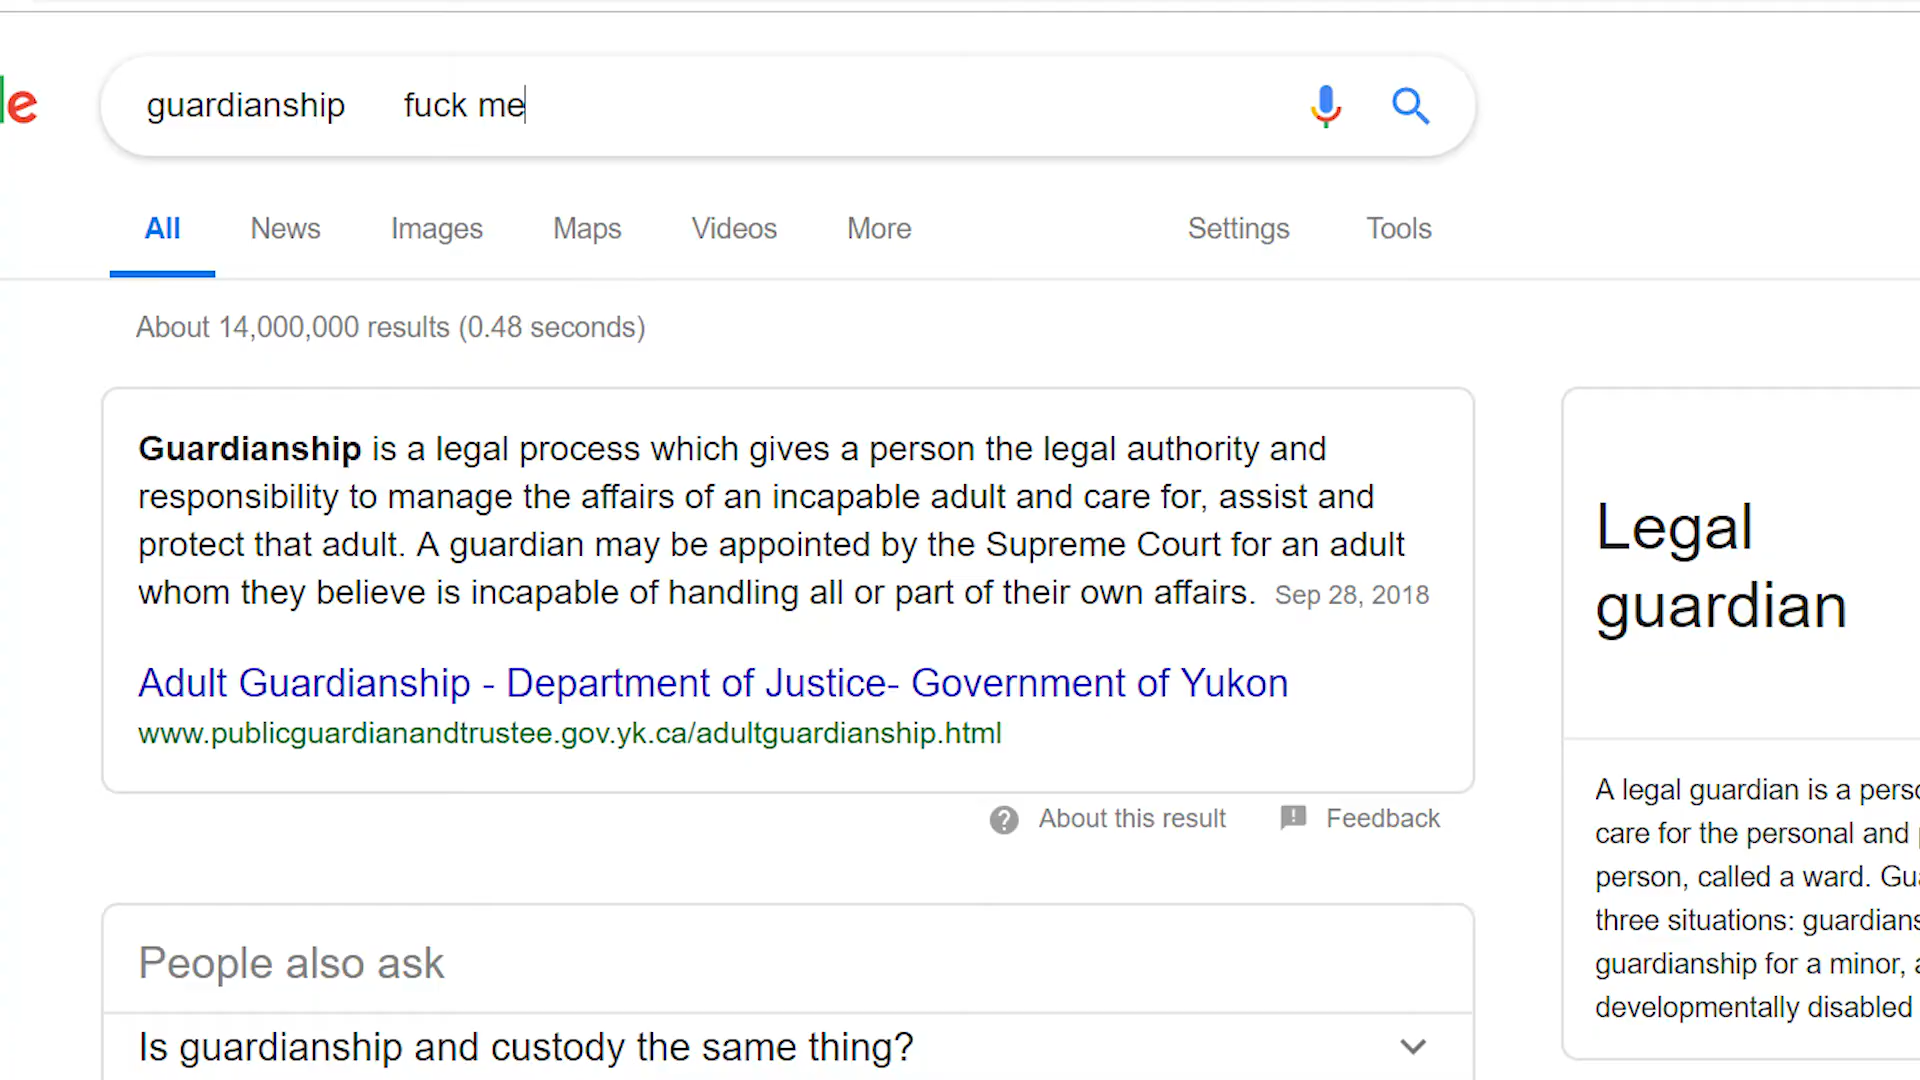 le
guardianship fuck me
All News Images Maps Videos More Settings Tools
About 14,000,000 results (0.48 seconds)
Guardianship is a legal process which gives a person the legal authority and
responsibility to manage the affairs of an incapable adult and care for, assist and
protect that adult. A guardian may be appointed by the Supreme Court for an adult
whom they believe is incapable of handling all or part of their own affairs. Sep 28, 2018
Adult Guardianship - Department of Justice- Government of Yukon
www.publicguardianandtrustee.gov.yk.ca/adultguardianship.html
About this result Feedback
People also ask
Is guardianship and custody the same thing?
Legal
guardian
A legal guardian is a perso
care for the personal and
person, called a ward. Gua
three situations: guardians
guardianship for a minor,
developmentally disabled